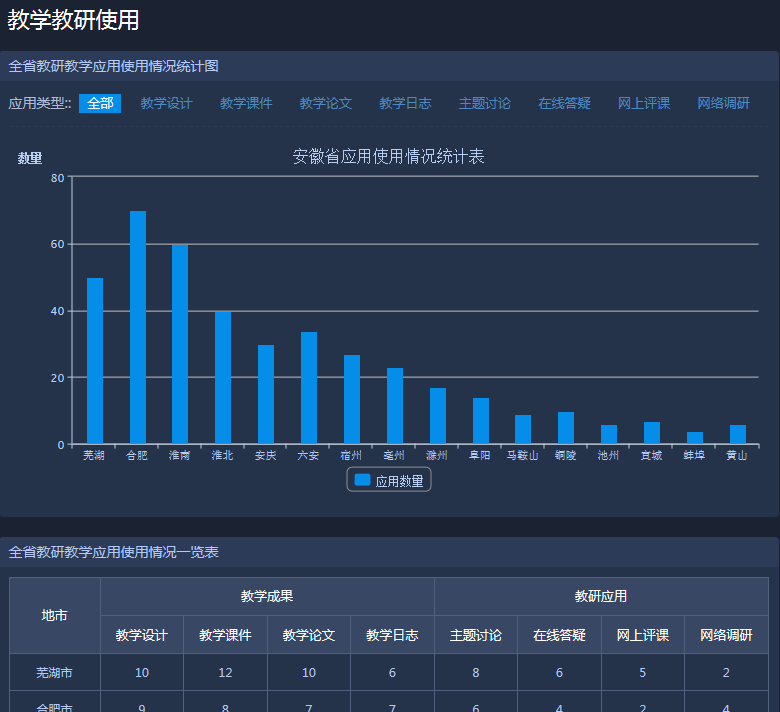 教学教研使用
全省教研教学应用使用情况统计图
应用类型:: 全部 教学设计 教学课件 教学论文 教学日志 主题讨论 在线答疑 网上评课 网络调研
数量
安徽省应用使用情况统计表
80
60
40
20
0
芜湖 合肥 淮南 淮北 安庆 六安 宿州 亳州 滁州 阜阳 马鞍山 铜陵 池州 宣城 蚌埠 黄山
应用数量
全省教研教学应用使用情况一览表
地市 教学成果 教研应用
教学设计 教学课件 教学论文 教学日志 主题讨论 在线答疑 网上评课 网络调研
芜湖市 10 12 10 6 8 6 5 2
合肥市 9 8 7 7 6 4 2 4